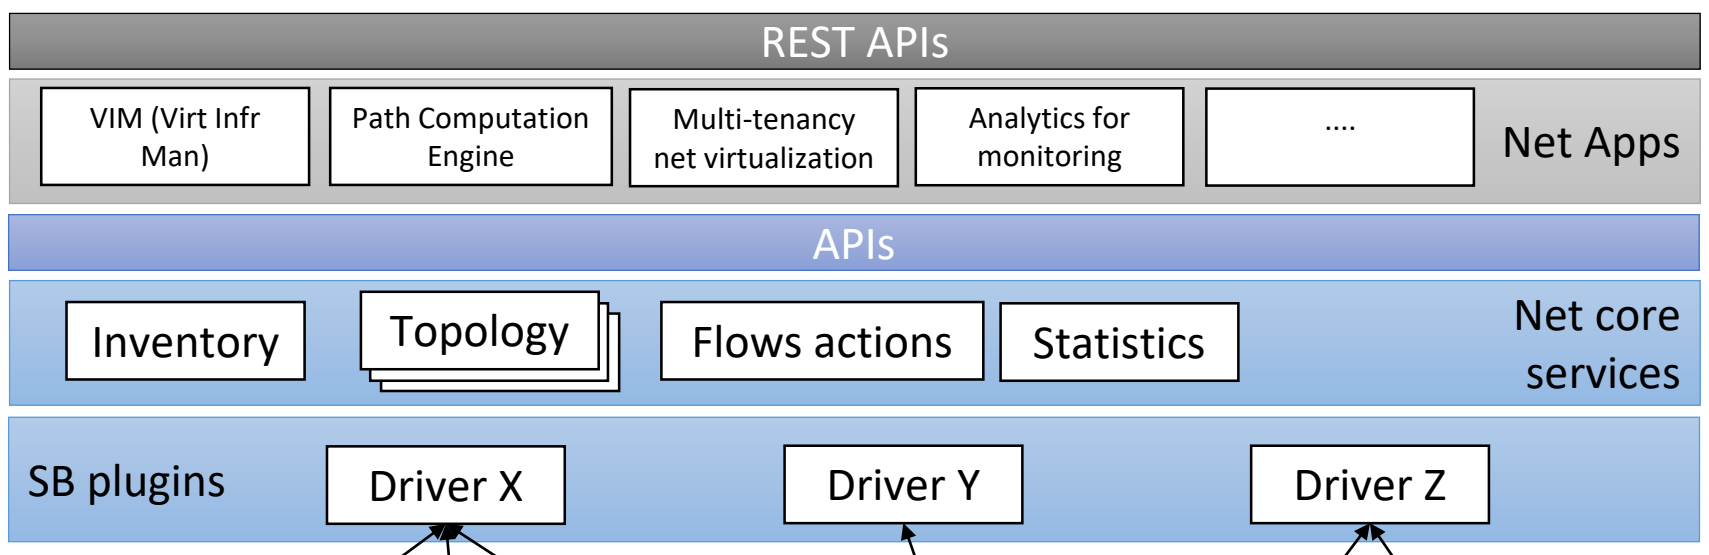 REST APIs
VIM (Virt Infr
Man)
Path Computation
Engine
Multi-tenancy
net virtualization
Analytics for
monitoring
....
Net Apps
APIs
Inventory
Topology
Flows actions
Statistics
Net core
services
SB plugins
Driver X
Driver Y
Driver Z